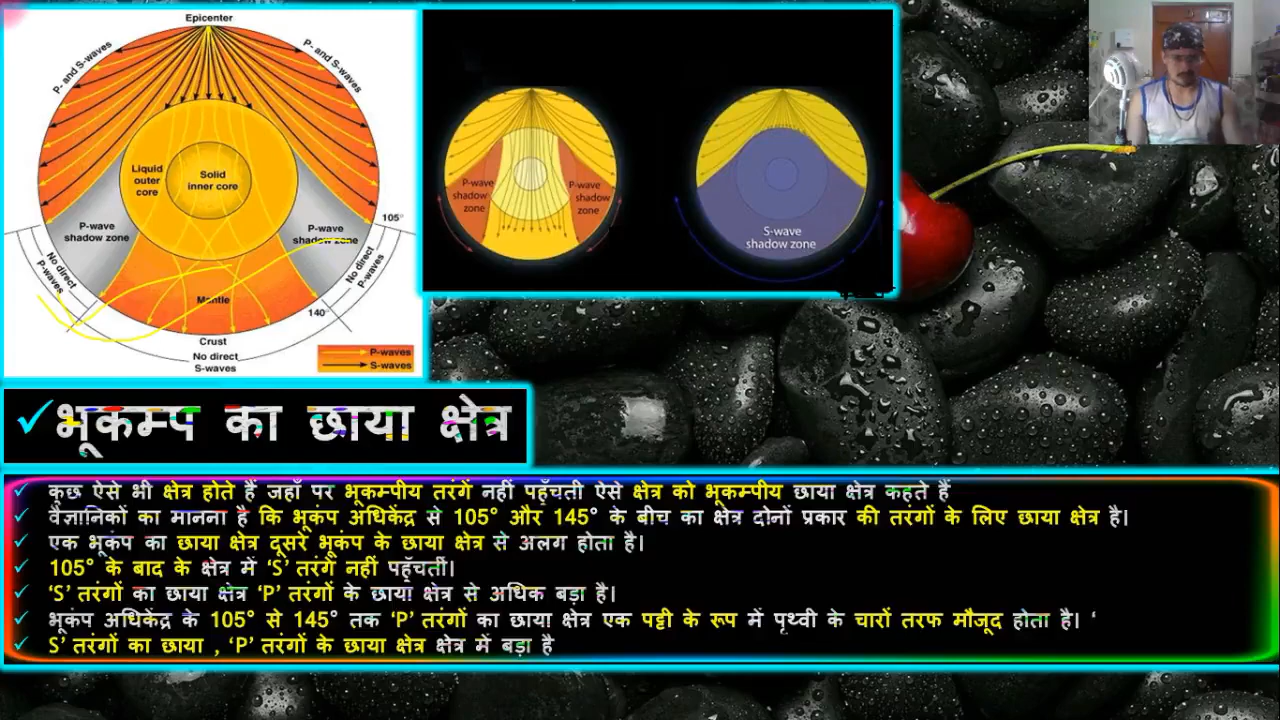 Epicenter
P- and S-waves
P- and S-waves
Liquid
outer
core
Solid
inner core
P-wave
shadow zone
P-wave
shadow zone
105°
No direct
P-waves
No direct
P-waves
Mantle
140°
Crust
No direct
S-waves
P-waves
S-waves
P-wave
shadow
zone
P-wave
shadow
zone
S-wave
shadow zone
भूकम्प का छाया क्षेत्र
कुछ ऐसे भी क्षेत्र होते हैं जहाँ पर भूकम्पीय तरंगें नहीं पहुँचती ऐसे क्षेत्र को भूकम्पीय छाया क्षेत्र कहते हैं
वैज्ञानिकों का मानना है कि भूकंप अधिकेंद्र से 105° और 145° के बीच का क्षेत्र दोनों प्रकार की तरंगों के लिए छाया क्षेत्र है।
एक भूकंप का छाया क्षेत्र दूसरे भूकंप के छाया क्षेत्र से अलग होता है।
105° के बाद के क्षेत्र में ‘S’ तरंगें नहीं पहुँचतीं।
‘S’ तरंगों का छाया क्षेत्र ‘P’ तरंगों के छाया क्षेत्र से अधिक बड़ा है।
भूकंप अधिकेंद्र के 105° से 145° तक ‘P’ तरंगों का छाया क्षेत्र एक पट्टी के रूप में पृथ्वी के चारों तरफ मौजूद होता है। ‘
S’ तरंगों का छाया , ‘P’ तरंगों के छाया क्षेत्र क्षेत्र में बड़ा है